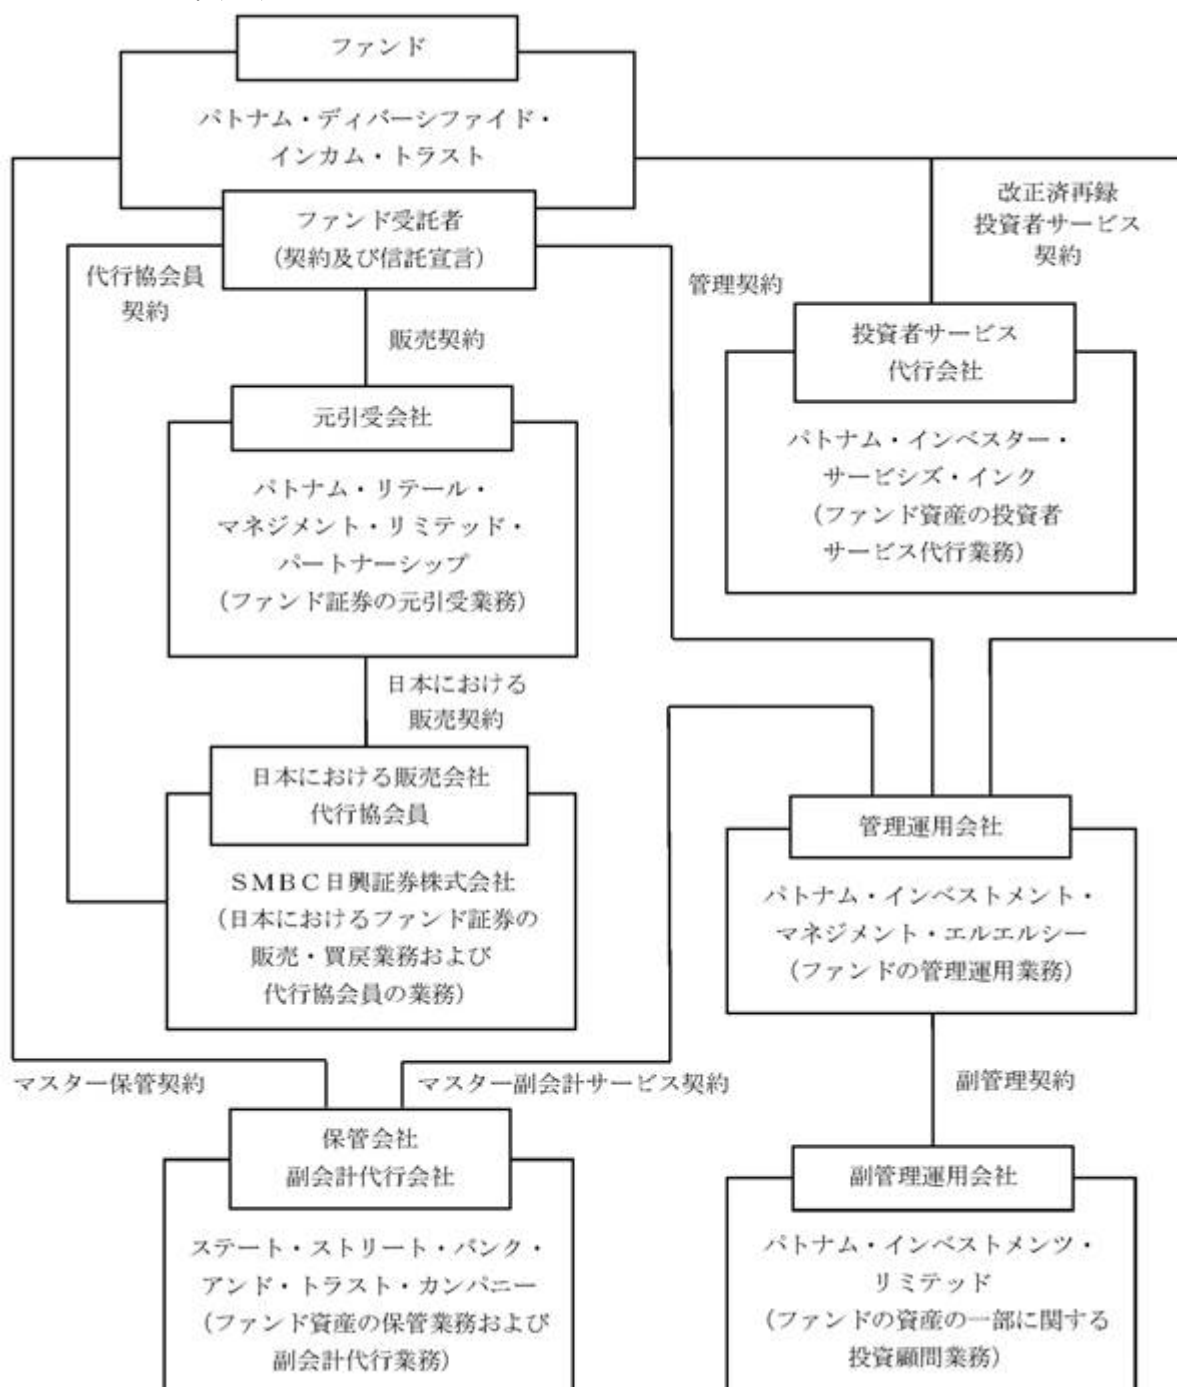 ファンド
パトナム・ディバーシファイド・
インカム・トラスト
ファンド受託者
(契約及び信託宣言)
代行協会員
契約
販売契約
管理契約
改正済再録
投資者サービス
契約
投資者サービス
代行会社
パトナム・インベスター・
サービシズ・インク
(ファンド資産の投資者
サービス代行業務)
元引受会社
パトナム・リテール・
マネジメント・リミテッド・
パートナーシップ
(ファンド証券の元引受業務)
日本における
販売契約
日本における販売会社
代行協会員
SMBC日興証券株式会社
(日本におけるファンド証券の
販売・買戻業務および
代行協会員の業務)
管理運用会社
パトナム・インベストメント・
マネジメント・エルエルシー
(ファンドの管理運用業務)
マスター保管契約
マスター副会計サービス契約
副管理契約
保管会社
副会計代行会社
ステート・ストリート・バンク・
アンド・トラスト・カンパニー
(ファンド資産の保管業務および
副会計代行業務)
副管理運用会社
パトナム・インベストメンツ・
リミテッド
(ファンドの資産の一部に関する
投資顧問業務)